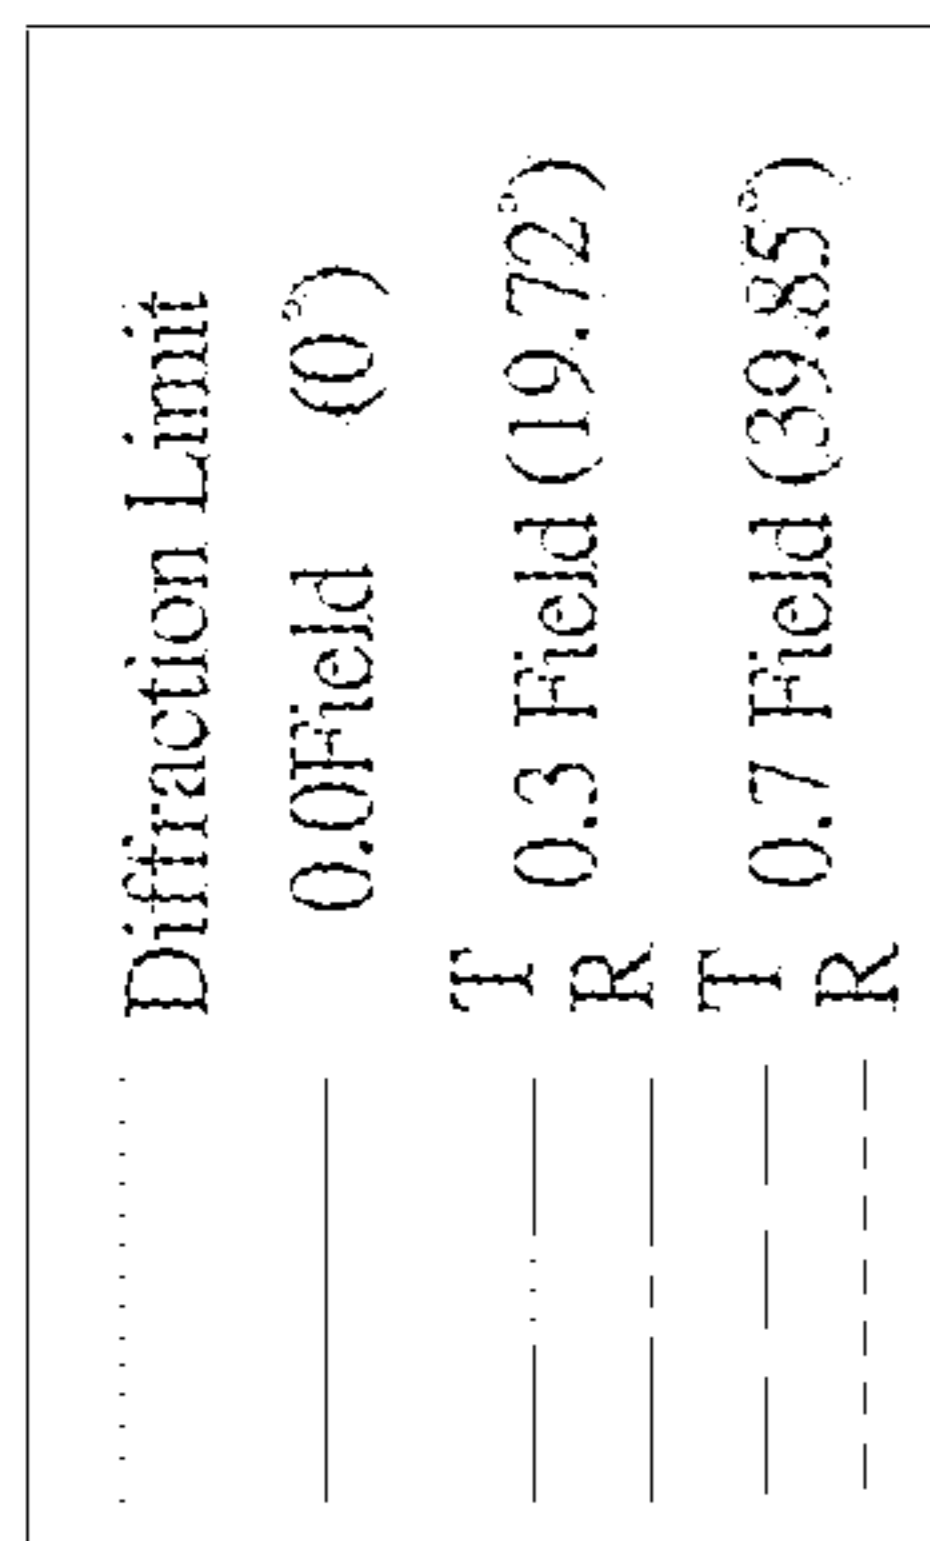 Diffraction Limit
0.0Field (0°)
T
0.3 Field (19.72°)
R
T
0.7 Field (39.85°)
R